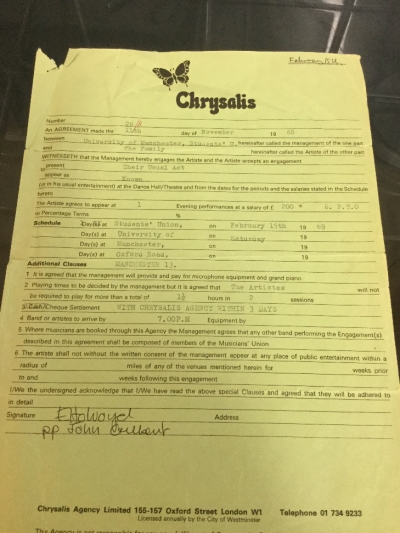 February 15th.
Chrysalis
Number
An AGREEMENT made the 11th day of November 19 68
between University of Manchester, Students' U. hereinafter called the management of the one part
and The Family hereinafter called the Artiste of the other part
WITNESSETH that the Management hereby engages the Artiste and the Artiste accepts an engagement
to present Their Usual Act
appear as Known
(or in his usual entertainment) at the Dance Hall/Theatre and from the dates for the periods and the salaries stated in the Schedule
hereto
The Artiste agrees to appear at 1 Evening performances at a salary of £ 200
or Percentage Terms %
Schedule Day(s) at Students' Union, on February 15th 19 69
Day(s) at University of on Saturday 19
Day(s) at Manchester, on 19
Day(s) at Oxford Road, on 19
Additional Clauses MANCHESTER 13.
1 It is agreed that the management will provide and pay for microphone equipment and grand piano
2 Playing times to be decided by the management but it is agreed that The Artistes will not
be required to play for more than a total of 1½ hours in 2 sessions
3 Cash/Cheque Settlement WITH CHRYSALIS AGENCY WITHIN 3 DAYS
4 Band or artistes to arrive by 7.00P.M Equipment by
5 Where musicians are booked through this Agency the Management agrees that any other band performing the Engagement(s)
described in this agreement shall be composed of members of the Musicians' Union
6 The artiste shall not without the written consent of the management appear at any place of public entertainment within a
radius of miles of any of the venues mentioned herein for weeks prior
to and weeks following this engagement
I/We the undersigned acknowledge that I/We have read the above special Clauses and agreed that they will be adhered to
in detail
Signature Address
pp John
Chrysalis Agency Limited 155-157 Oxford Street London W1 Telephone 01 734 9233
Licensed annually by the City of Westminster